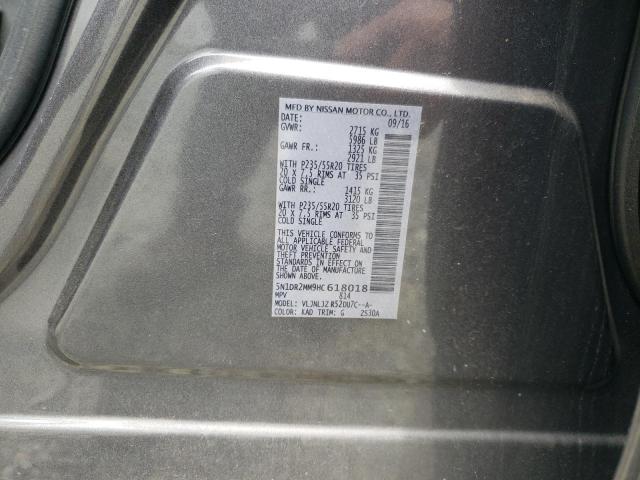 MFD BY NISSAN MOTOR CO., LTD.
DATE: 09/16
GVWR: 2715 KG
5986 LB
GAWR FR.: 1325 KG
2921 LB
WITH P235/55R20 TIRES
20 X 7.5 RIMS AT 35 PSI
COLD SINGLE
GAWR RR.: 1415 KG
3120 LB
WITH P235/55R20 TIRES
20 X 7.5 RIMS AT 35 PSI
COLD SINGLE
THIS VEHICLE CONFORMS TO
ALL APPLICABLE FEDERAL
MOTOR VEHICLE SAFETY AND
THEFT PREVENTION
STANDARDS IN EFFECT ON
THE DATE OF MANUFACTURE
SHOWN ABOVE.
5N1DR2MM9HC618018
MPV 814
MODEL: VLJNLJZ R52DU7C--A-
COLOR: KAD TRIM: G 2S30A